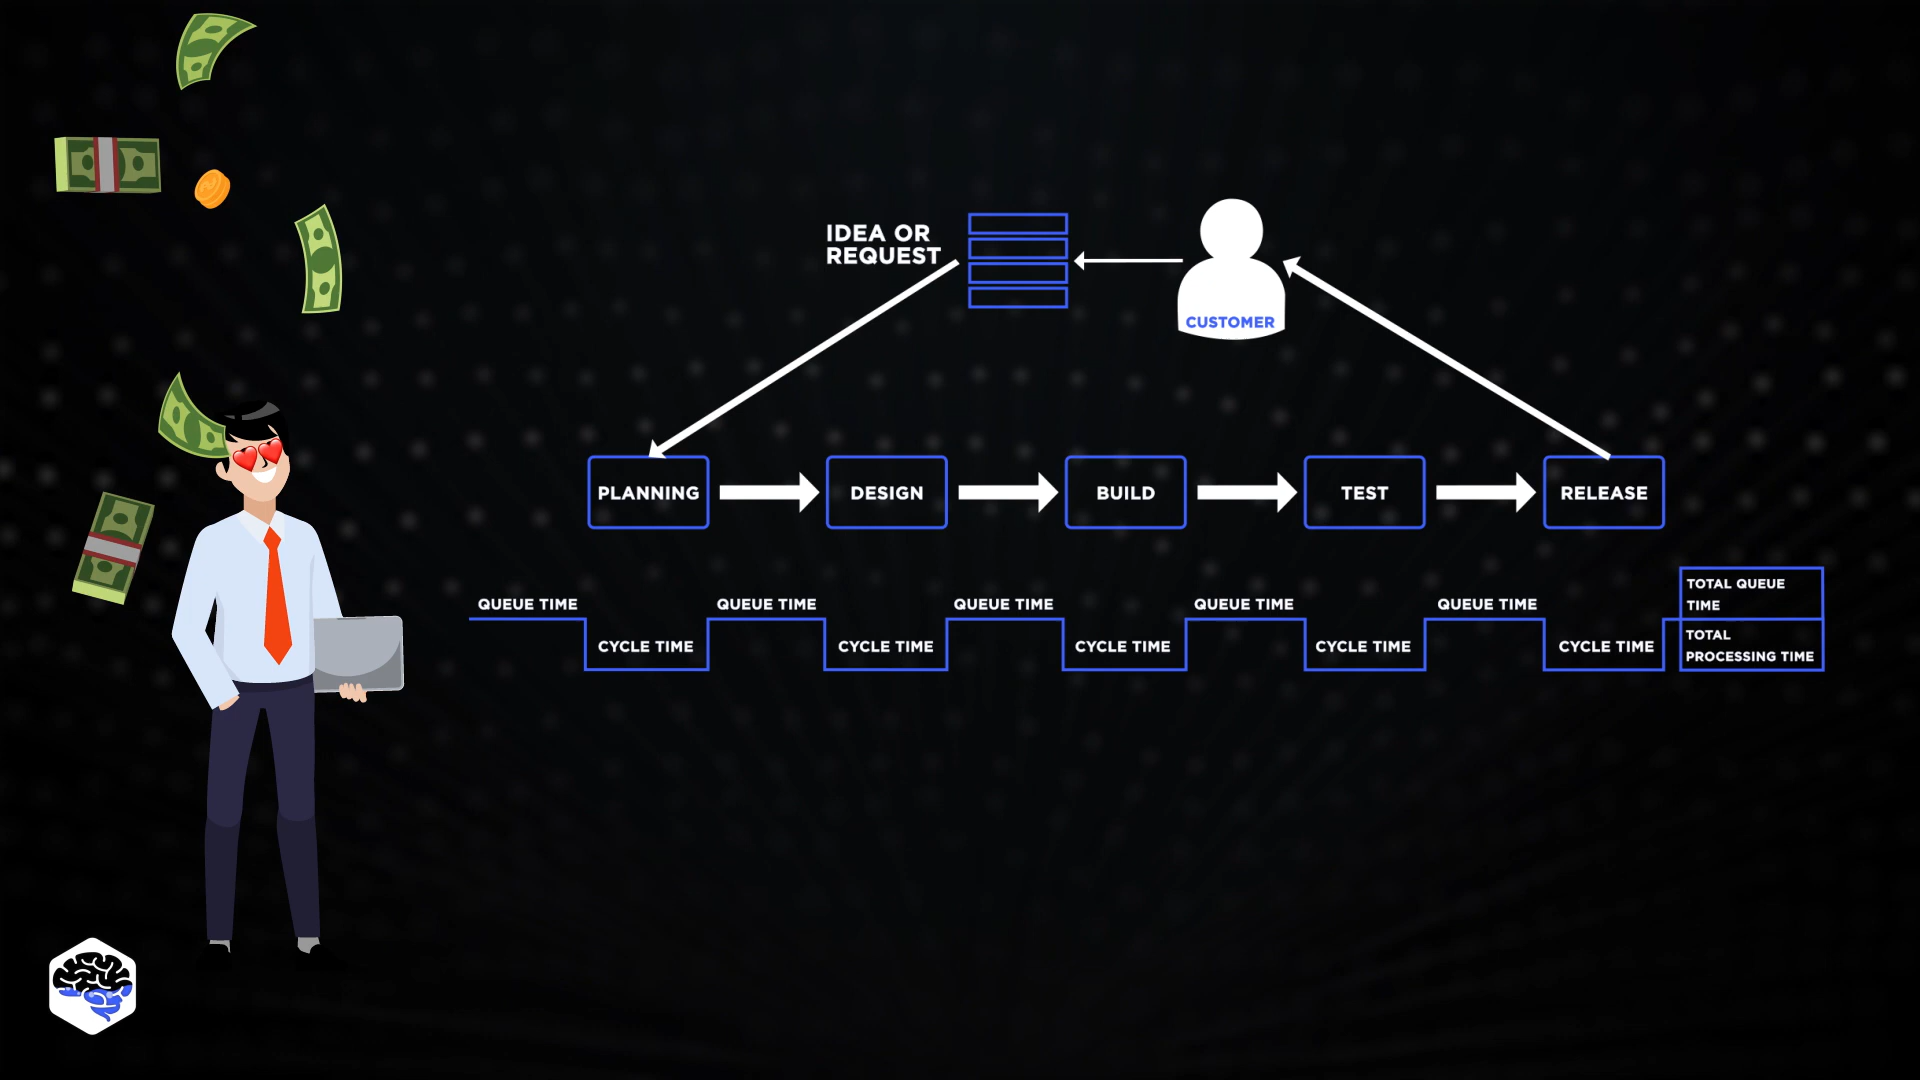 IDEA OR
REQUEST
CUSTOMER
PLANNING
DESIGN
BUILD
TEST
RELEASE
QUEUE TIME
QUEUE TIME
QUEUE TIME
QUEUE TIME
QUEUE TIME
TOTAL QUEUE
TIME
CYCLE TIME
CYCLE TIME
CYCLE TIME
CYCLE TIME
CYCLE TIME
TOTAL
PROCESSING TIME